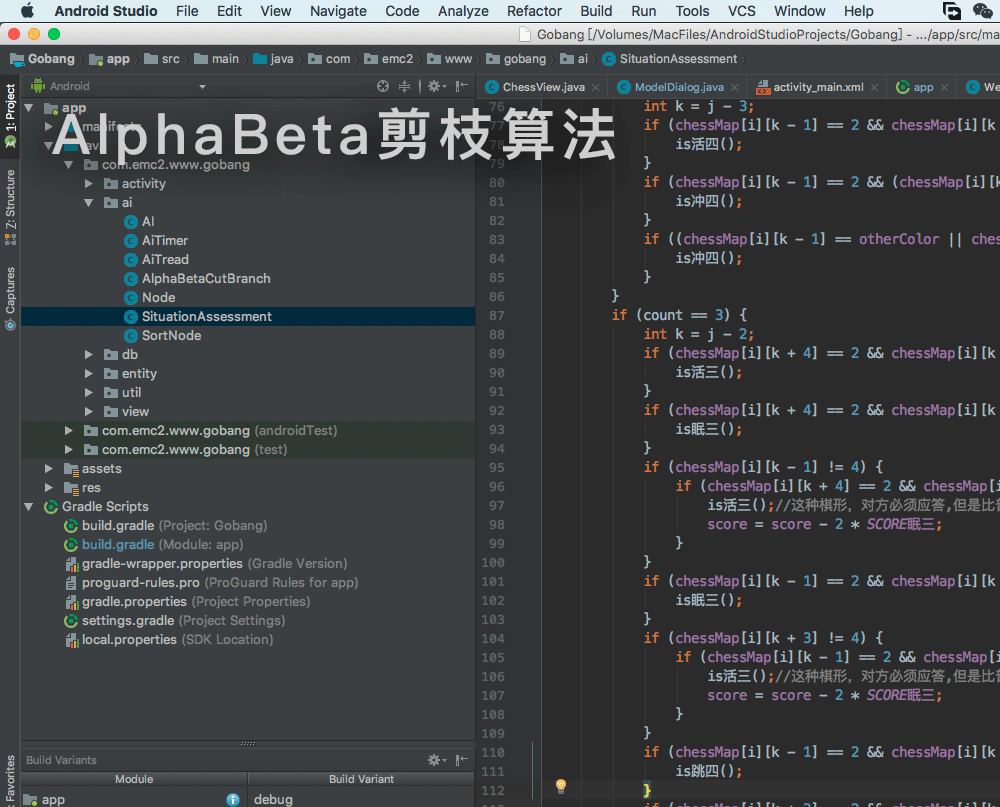 Android Studio File Edit View Navigate Code Analyze Refactor Build Run Tools VCS Window Help
Gobang [/Volumes/MacFiles/AndroidStudioProjects/Gobang] - .../app/src/ma
Gobang app src main java com emc2 www gobang ai SituationAssessment
1: Project
7: Structure
Captures
Favorites
Android
AlphaBeta剪枝算法
app
com.emc2.www.gobang
activity
ai
AI
AiTimer
AiTread
AlphaBetaCutBranch
Node
SituationAssessment
SortNode
db
entity
util
view
com.emc2.www.gobang (androidTest)
com.emc2.www.gobang (test)
assets
res
Gradle Scripts
build.gradle (Project: Gobang)
build.gradle (Module: app)
gradle-wrapper.properties (Gradle Version)
proguard-rules.pro (ProGuard Rules for app)
gradle.properties (Project Properties)
settings.gradle (Project Settings)
local.properties (SDK Location)
Build Variants
Module Build Variant
app debug
ChessView.java ModelDialog.java activity_main.xml app We
76 int k = j - 3;
if (chessMap[i][k - 1] == 2 && chessMap[i][k
is活四();
79 }
80 if (chessMap[i][k - 1] == 2 && (chessMap[i][k
81 is冲四();
82 }
83 if ((chessMap[i][k - 1] == otherColor || ches
84 is冲四();
85 }
86 }
87 if (count == 3) {
88 int k = j - 2;
89 if (chessMap[i][k + 4] == 2 && chessMap[i][k
90 is活三();
91 }
92 if (chessMap[i][k + 4] == 2 && chessMap[i][k
93 is眠三();
94 }
95 if (chessMap[i][k - 1] != 4) {
96 if (chessMap[i][k + 4] == 2 && chessMap[i
97 is活三();//这种棋形，对方必须应答,但是比
98 score = score - 2 * SCORE眠三;
99 }
100 }
101 if (chessMap[i][k - 1] == 2 && chessMap[i][k
102 is眠三();
103 }
104 if (chessMap[i][k + 3] != 4) {
105 if (chessMap[i][k - 1] == 2 && chessMap[i
106 is活三();//这种棋形，对方必须应答,但是比
107 score = score - 2 * SCORE眠三;
108 }
109 }
110 if (chessMap[i][k - 1] == 2 && chessMap[i][k
111 is跳四();
112 }